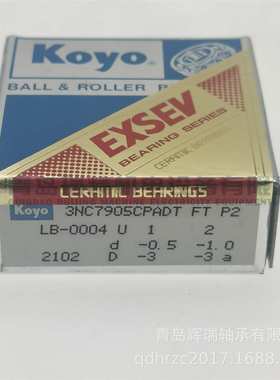 Koyo
BALL & ROLLER
EXSEV
BEARING SERIES
CERAMIC BEARINGS
Koyo 3NC7905CPADT FT P2
LB-0004 U 1 2
d -0.5 -1.0
2102 D -3 -3 a
青岛辉瑞轴承有限公司
qdhrzc2017.1688.